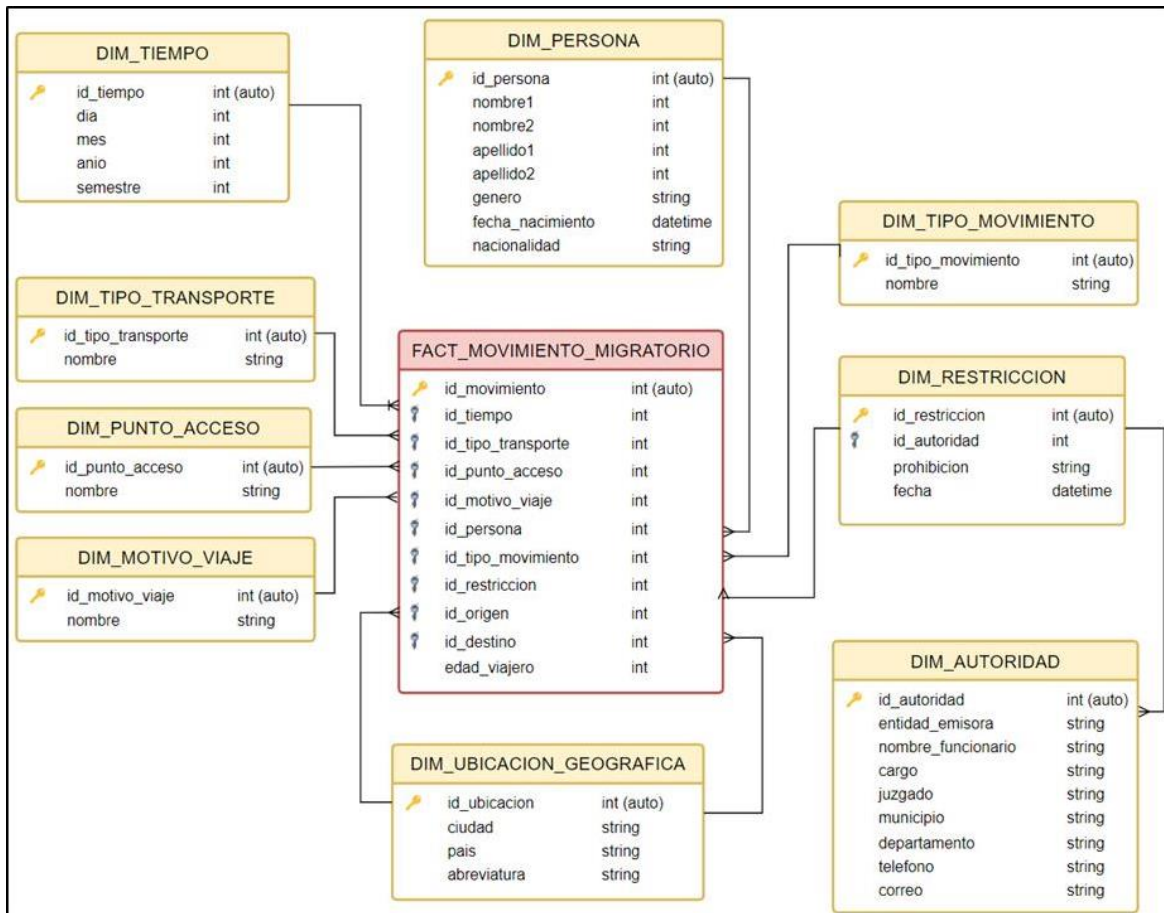 DIM_TIEMPO
id_tiempo int (auto)
dia int
mes int
anio int
semestre int
DIM_PERSONA
id_persona int (auto)
nombre1 int
nombre2 int
apellido1 int
apellido2 int
genero string
fecha_nacimiento datetime
nacionalidad string
DIM_TIPO_MOVIMIENTO
id_tipo_movimiento int (auto)
nombre string
DIM_TIPO_TRANSPORTE
id_tipo_transporte int (auto)
nombre string
FACT_MOVIMIENTO_MIGRATORIO
id_movimiento int (auto)
id_tiempo int
id_tipo_transporte int
id_punto_acceso int
id_motivo_viaje int
id_persona int
id_tipo_movimiento int
id_restriccion int
id_origen int
id_destino int
edad_viajero int
DIM_RESTRICCION
id_restriccion int (auto)
id_autoridad int
prohibicion string
fecha datetime
DIM_PUNTO_ACCESO
id_punto_acceso int (auto)
nombre string
DIM_MOTIVO_VIAJE
id_motivo_viaje int (auto)
nombre string
DIM_AUTORIDAD
id_autoridad int (auto)
entidad_emisora string
nombre_funcionario string
cargo string
juzgado string
municipio string
departamento string
telefono string
correo string
DIM_UBICACION_GEOGRAFICA
id_ubicacion int (auto)
ciudad string
pais string
abreviatura string